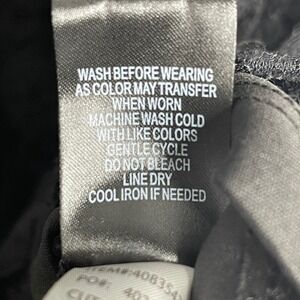 WASH BEFORE WEARING
AS COLOR MAY TRANSFER
WHEN WORN
MACHINE WASH COLD
WITH LIKE COLORS
GENTLE CYCLE
DO NOT BLEACH
LINE DRY
COOL IRON IF NEEDED
PO#: